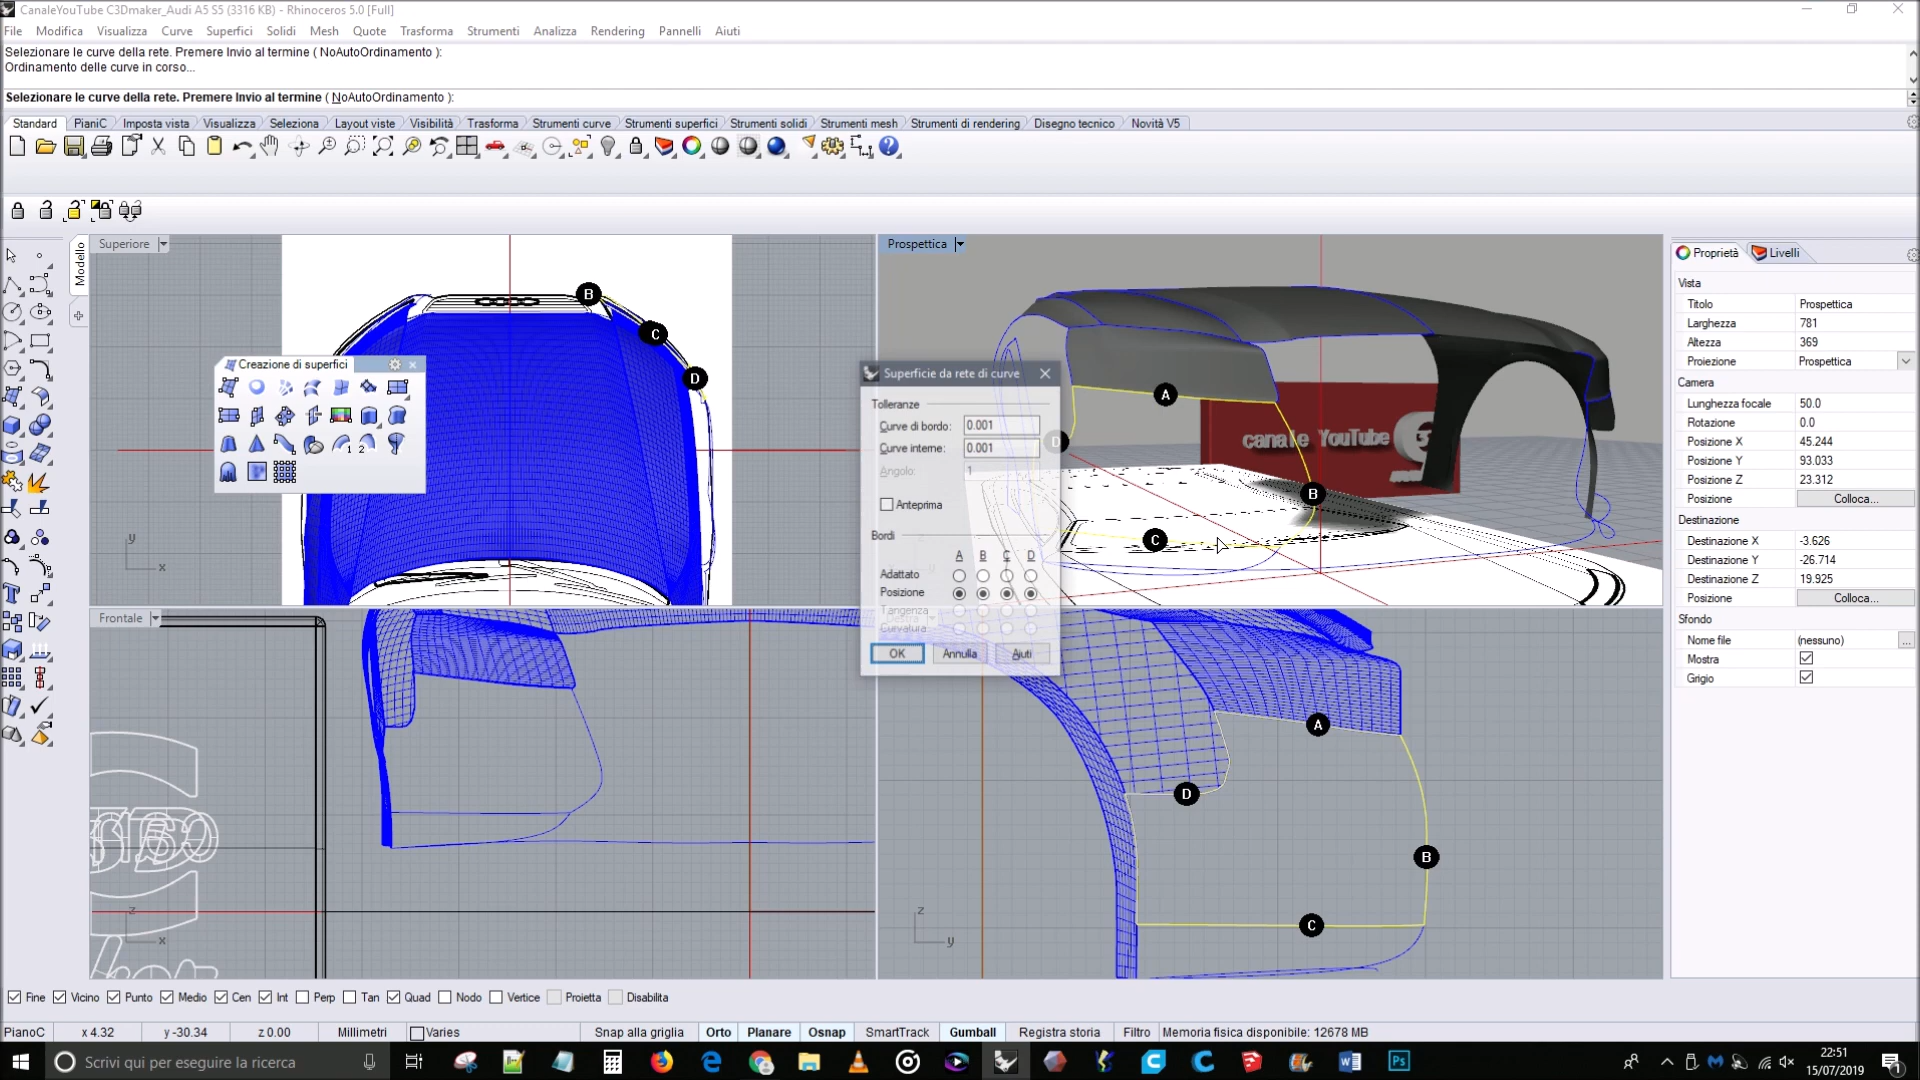 CanaleYouTube C3Dmaker_Audi A5 S5 (3316 KB) - Rhinoceros 5.0 [Full]
File Modifica Visualizza Curve Superfici Solidi Mesh Quote Trasforma Strumenti Analizza Rendering Pannelli Aiuti
Selezionare le curve della rete. Premere Invio al termine ( NoAutoOrdinamento ):
Ordinamento delle curve in corso...
Selezionare le curve della rete. Premere Invio al termine ( NoAutoOrdinamento ):
Standard PianiC Imposta vista Visualizza Seleziona Layout viste Visibilità Trasforma Strumenti curve Strumenti superfici Strumenti solidi Strumenti mesh Strumenti di rendering Disegno tecnico Novità V5
Modello
Superiore
B
C
D
y
x
Creazione di superfici
1 2
Prospettica
A
B
C
D
canale YouTube
Superficie da rete di curve
Tolleranze
Curve di bordo: 0.001
Curve interne: 0.001
Angolo: 1
Anteprima
Bordi
A B C D
Adattato
Posizione
Tangenza
Curvatura
OK Annulla Aiuti
Frontale
z
x
A
D
B
C
z
y
Proprietà Livelli
Vista
Titolo Prospettica
Larghezza 781
Altezza 369
Proiezione Prospettica
Camera
Lunghezza focale 50.0
Rotazione 0.0
Posizione X 45.244
Posizione Y 93.033
Posizione Z 23.312
Posizione Colloca...
Destinazione
Destinazione X -3.626
Destinazione Y -26.714
Destinazione Z 19.925
Posizione Colloca...
Sfondo
Nome file (nessuno) ...
Mostra
Grigio
Fine Vicino Punto Medio Cen Int Perp Tan Quad Nodo Vertice Proietta Disabilita
PianoC x 4.32 y -30.34 z 0.00 Millimetri Varies Snap alla griglia Orto Planare Osnap SmartTrack Gumball Registra storia Filtro Memoria fisica disponibile: 12678 MB
Scrivi qui per eseguire la ricerca
22:51
15/07/2019